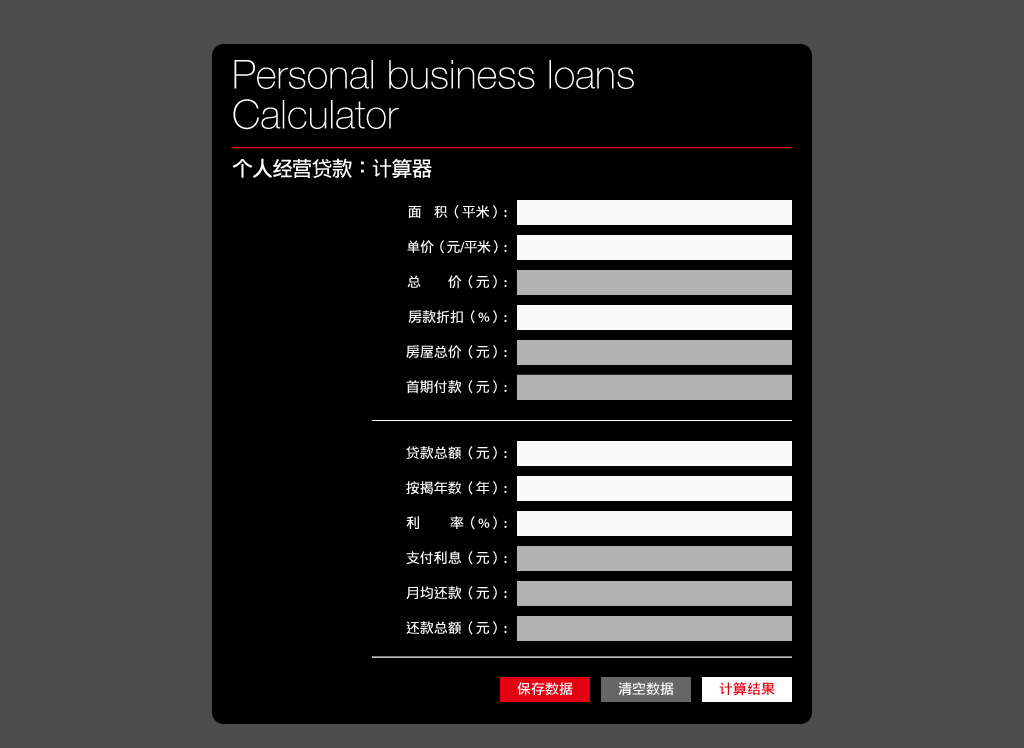 Personal business loans
Calculator
个人经营贷款：计算器
面 积（平米）：
单价（元/平米）：
总 价（元）：
房款折扣（%）：
房屋总价（元）：
首期付款（元）：
贷款总额（元）：
按揭年数（年）：
利 率（%）：
支付利息（元）：
月均还款（元）：
还款总额（元）：
保存数据 清空数据 计算结果